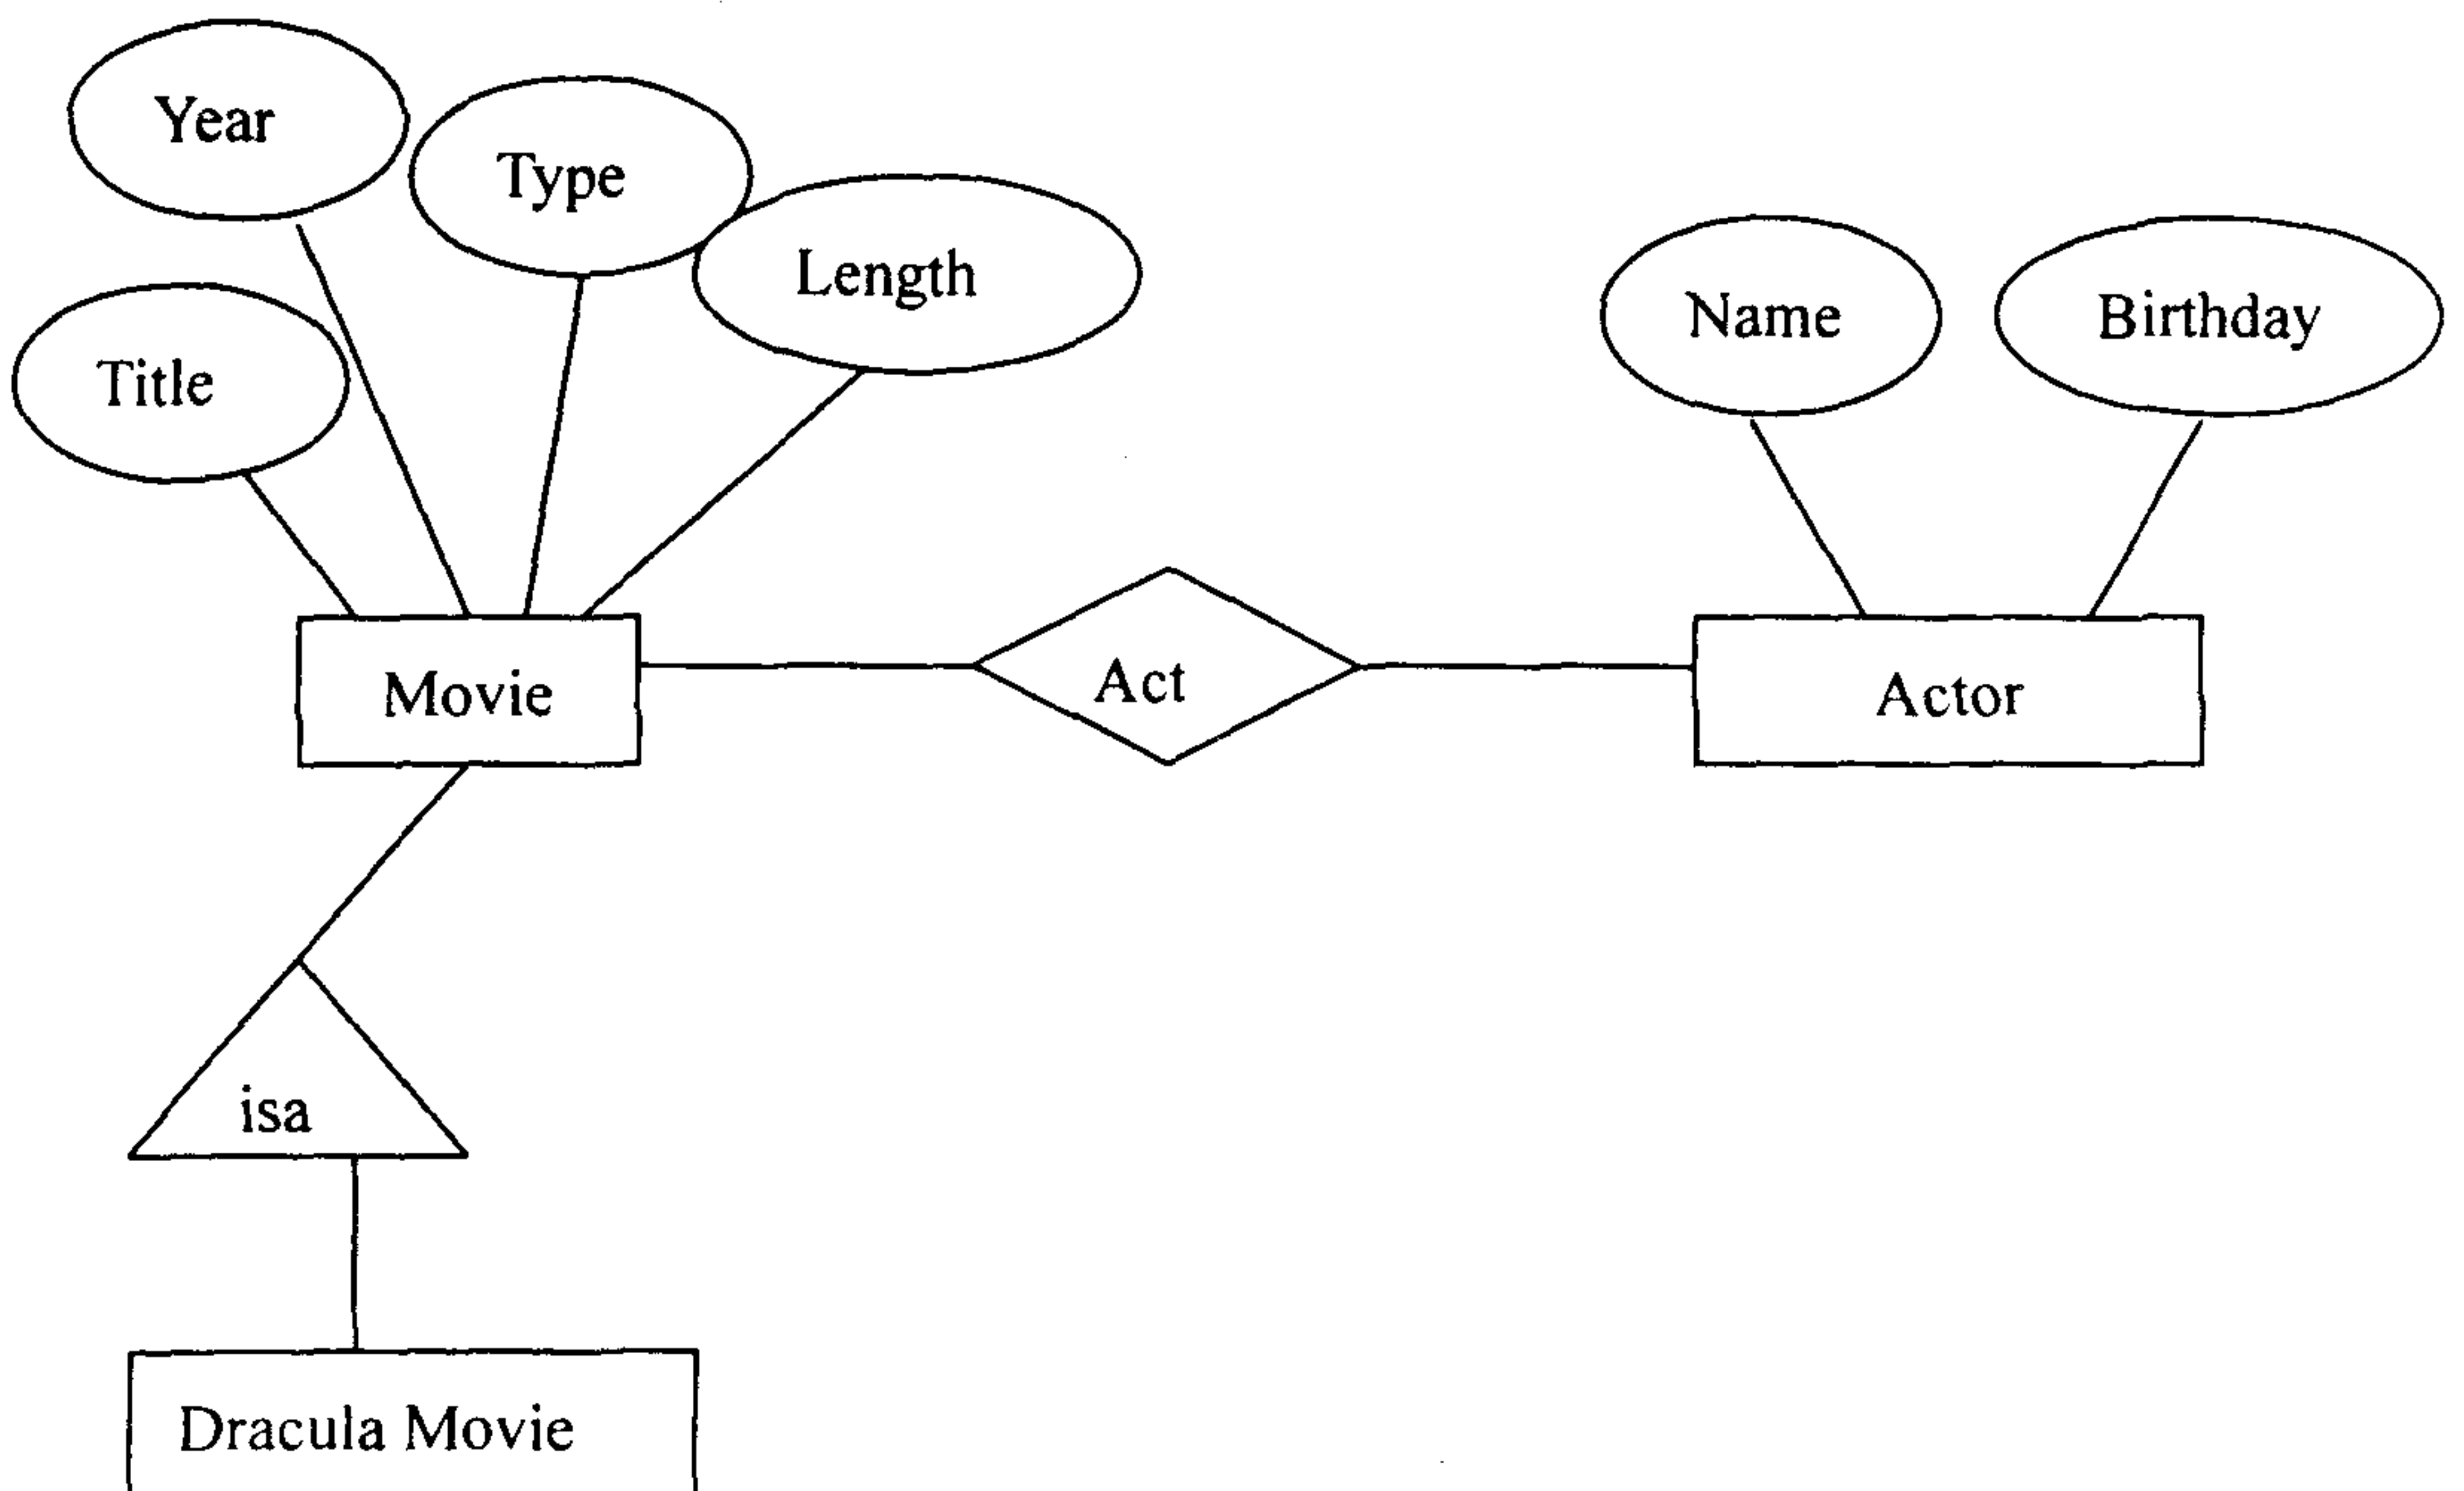 Year
Type
Length
Title
Name
Birthday
Movie
Act
Actor
isa
Dracula Movie